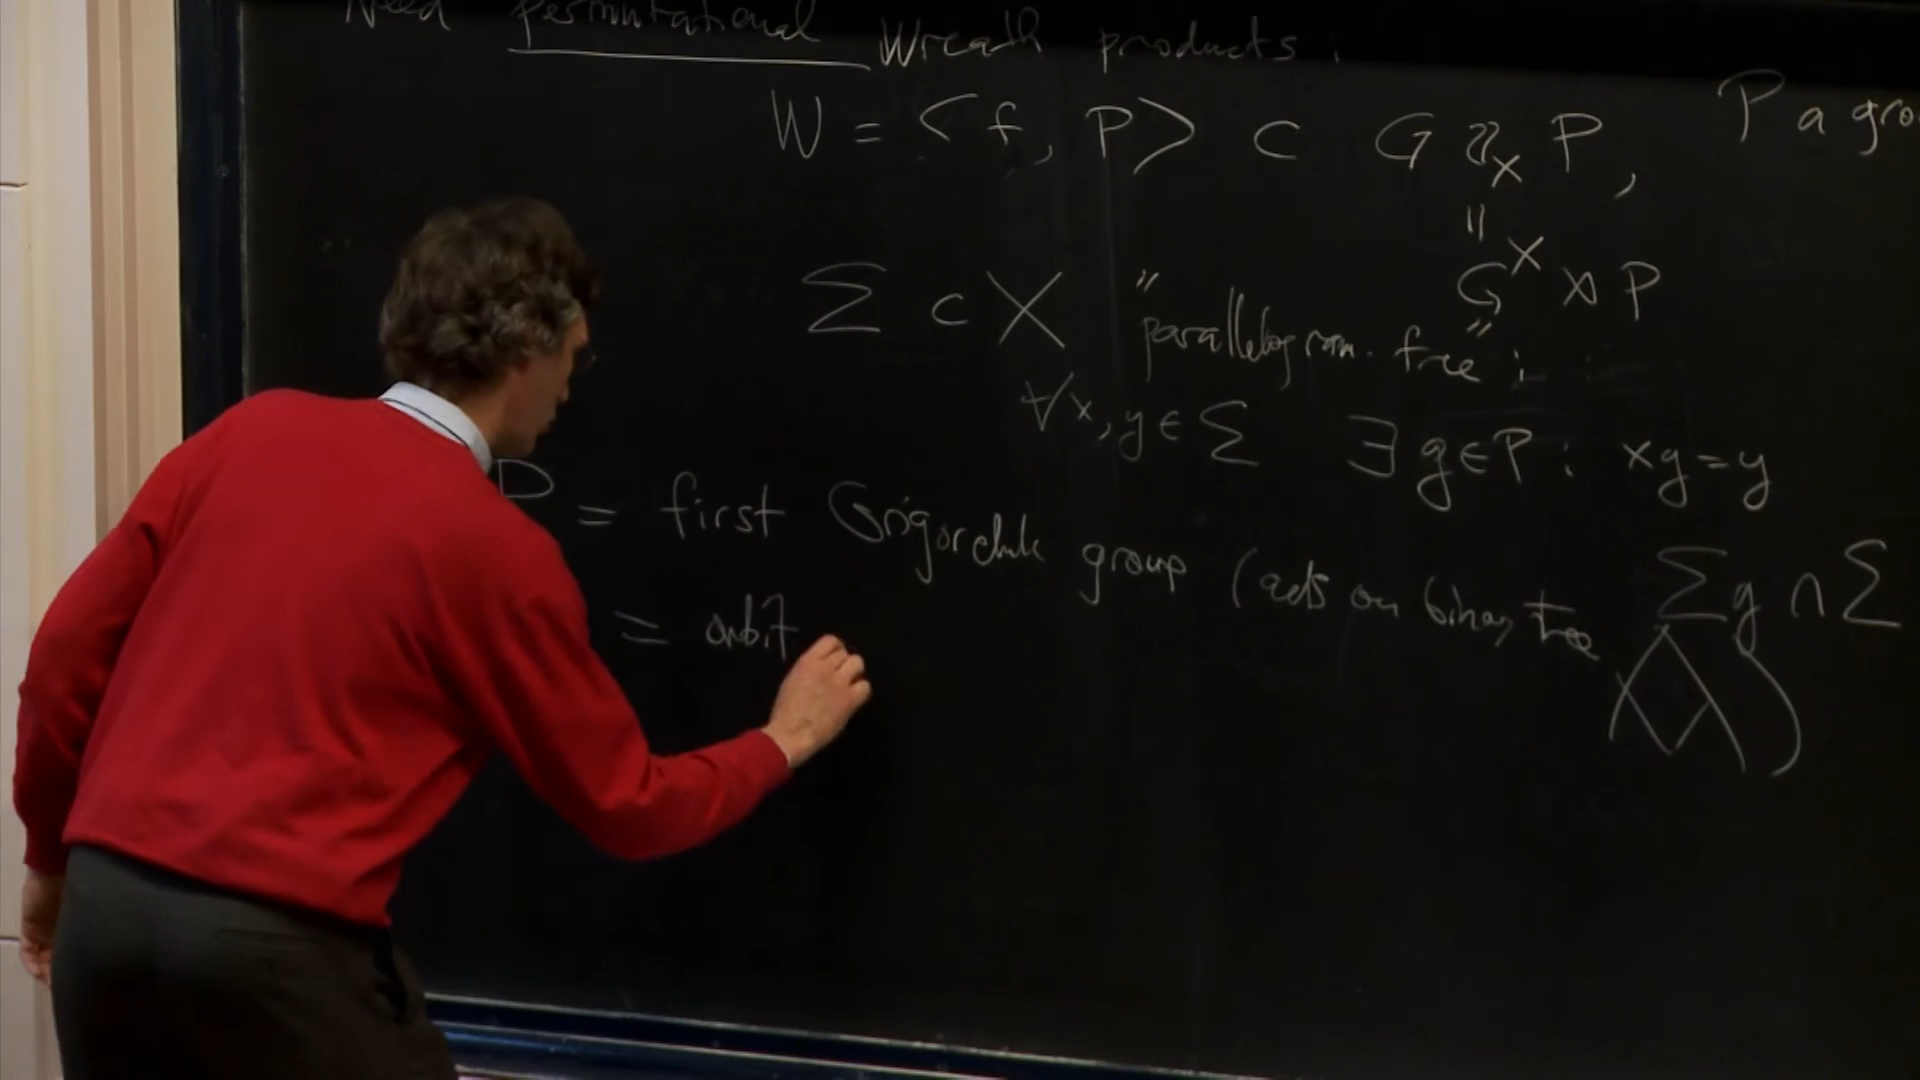 Need permutational Wreath products:
W = <f, P> ⊂ G ≀_X P, P a gro
=
G^X ⋊ P
Σ ⊂ X "parallelogram-free":
∀x,y∈Σ ∃g∈P: xg=y
P = first Grigorchuk group (acts on binary tree
Σg ∩ Σ
= orbit